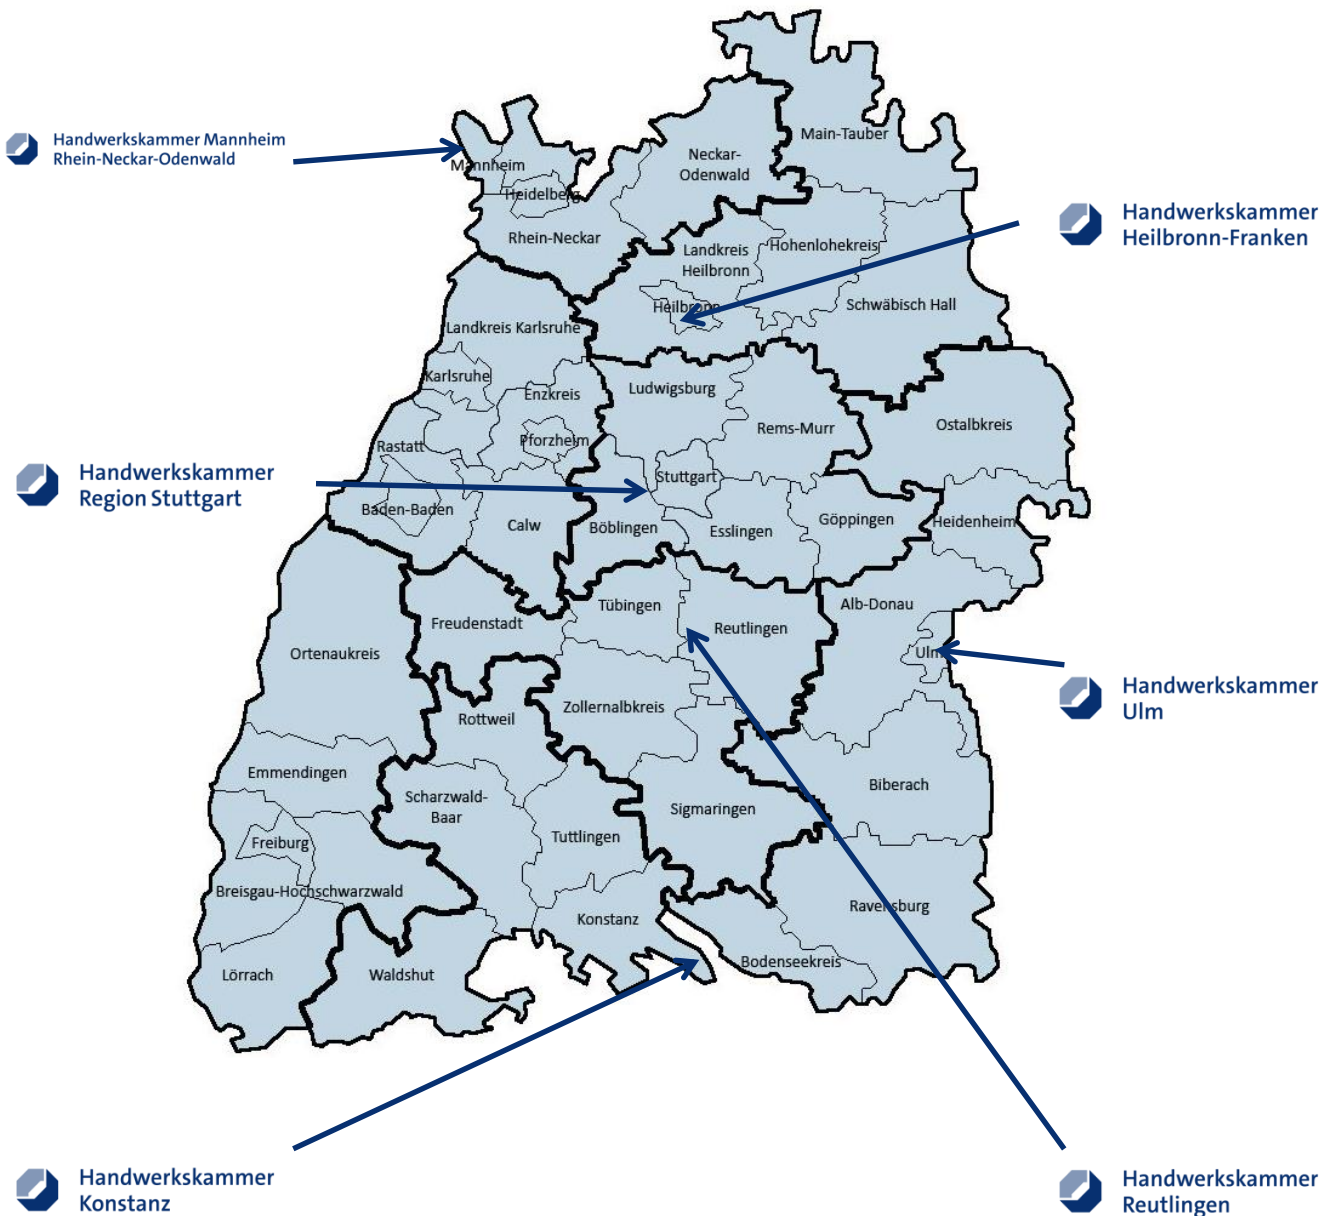 Main-Tauber
Handwerkskammer Mannheim
Rhein-Neckar-Odenwald
Mannheim
Neckar-
Odenwald
Heidelberg
Rhein-Neckar
Handwerkskammer
Heilbronn-Franken
Landkreis
Heilbronn
Hohenlohekreis
Heilbronn
Schwäbisch Hall
Landkreis Karlsruhe
Karlsruhe
Enzkreis
Ludwigsburg
Rems-Murr
Ostalbkreis
Rastatt
Pforzheim
Handwerkskammer
Region Stuttgart
Stuttgart
Baden-Baden
Calw
Böblingen
Esslingen
Göppingen
Heidenheim
Freudenstadt
Tübingen
Reutlingen
Alb-Donau
Ortenaukreis
Ulm
Handwerkskammer
Ulm
Rottweil
Zollernalbkreis
Emmendingen
Scharzwald-
Baar
Tuttlingen
Sigmaringen
Biberach
Freiburg
Breisgau-Hochschwarzwald
Konstanz
Ravensburg
Lörrach
Waldshut
Bodenseekreis
Handwerkskammer
Konstanz
Handwerkskammer
Reutlingen